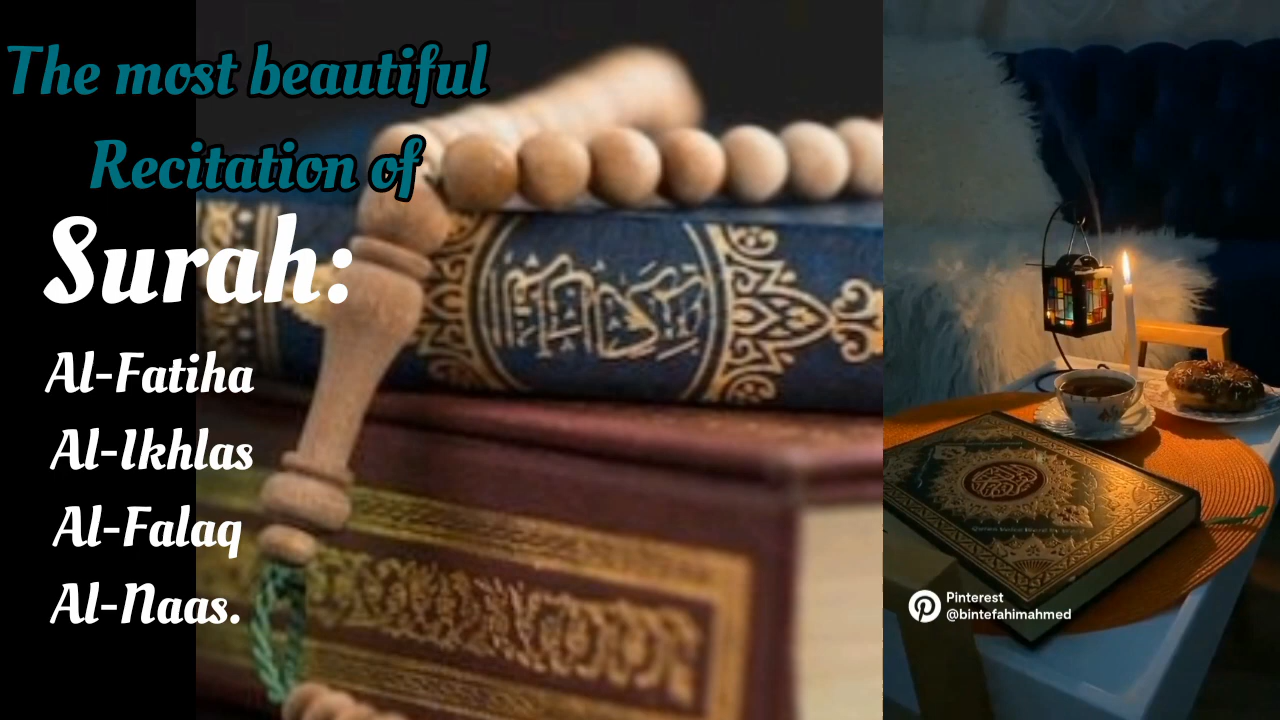 The most beautiful
Recitation of
Surah:
Al-Fatiha
Al-Ikhlas
Al-Falaq
Al-Naas.
Pinterest
@bintefahimahmed